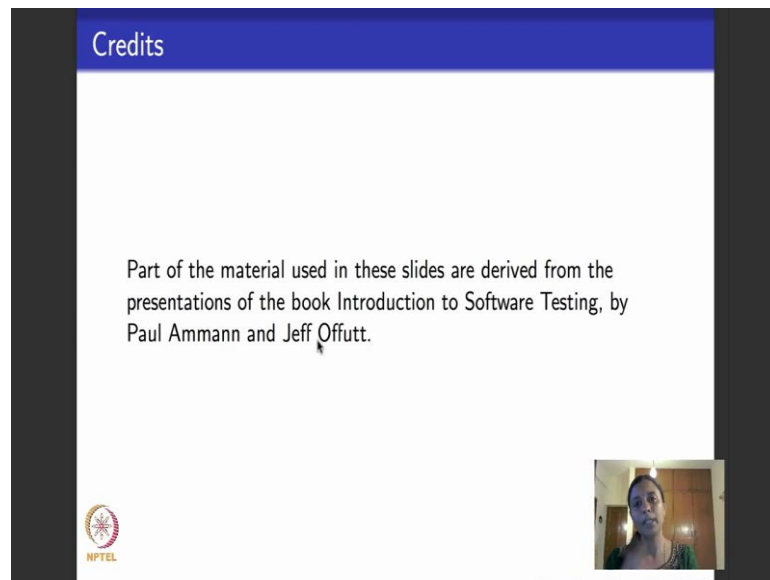 Credits
Part of the material used in these slides are derived from the
presentations of the book Introduction to Software Testing, by
Paul Ammann and Jeff Offutt.
NPTEL